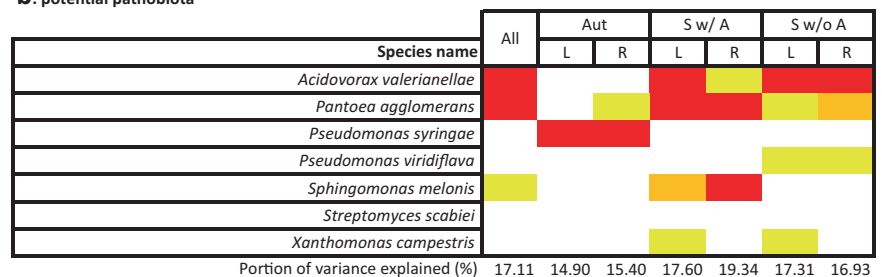 b. potential pathobiota
All Aut S w/ A S w/o A
Species name L R L R L R
Acidovorax valerianellae
Pantoea agglomerans
Pseudomonas syringae
Pseudomonas viridiflava
Sphingomonas melonis
Streptomyces scabiei
Xanthomonas campestris
Portion of variance explained (%) 17.11 14.90 15.40 17.60 19.34 17.31 16.93